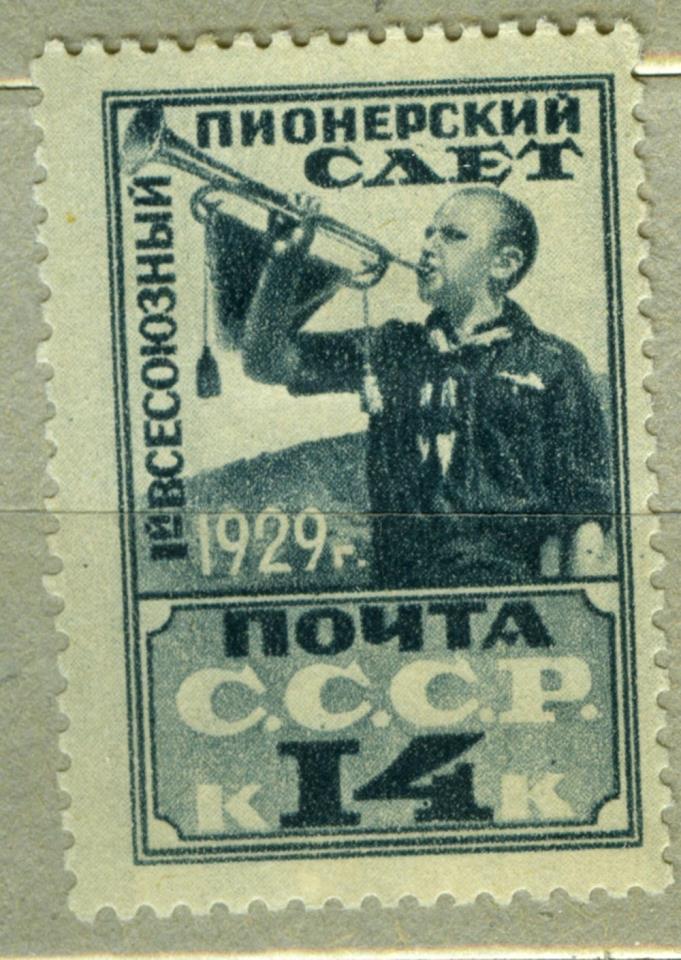 1й ВСЕСОЮЗНЫЙ
ПИОНЕРСКИЙ
СЛЕТ
1929 г.
ПОЧТА
С.С.С.Р.
К 14 К